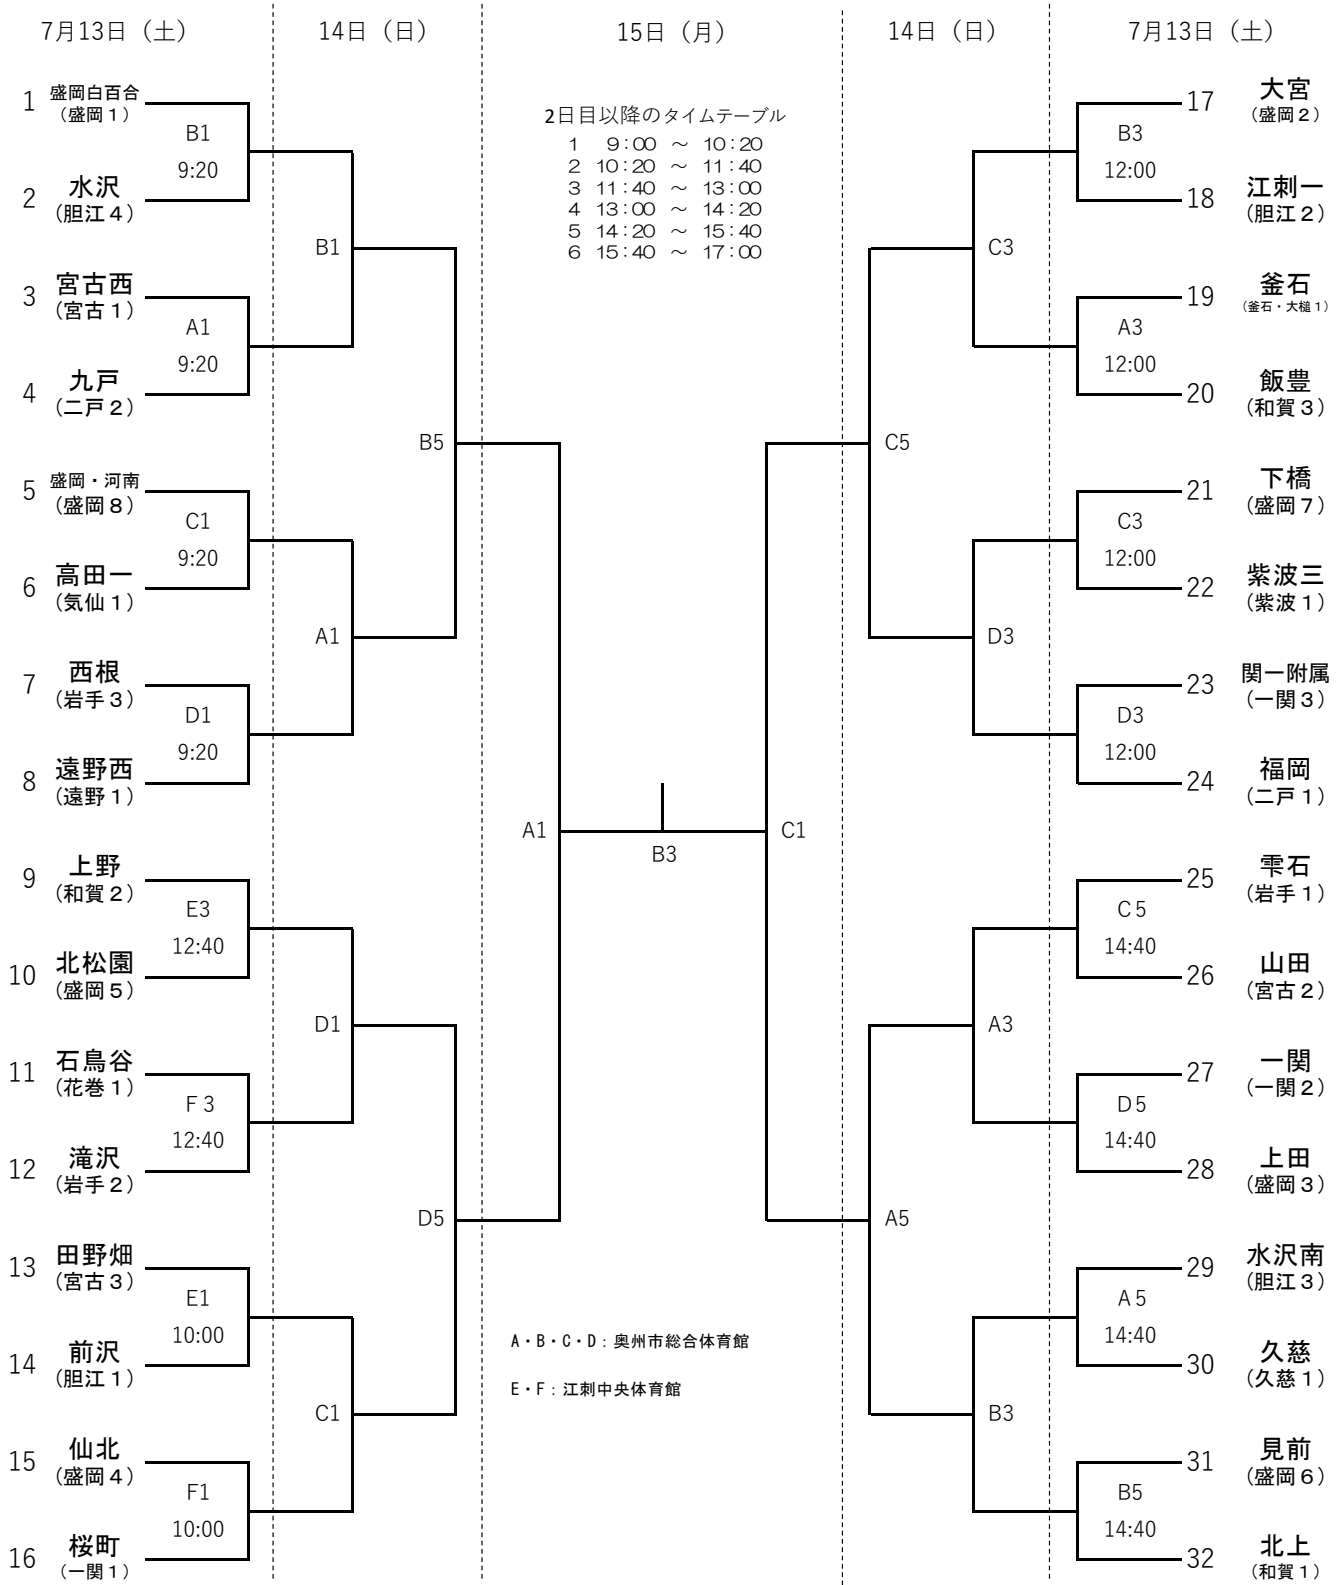 7月13日（土）
14日（日）
15日（月）
14日（日）
7月13日（土）
2日目以降のタイムテーブル
1 9:00 ～ 10:20
2 10:20 ～ 11:40
3 11:40 ～ 13:00
4 13:00 ～ 14:20
5 14:20 ～ 15:40
6 15:40 ～ 17:00
1 盛岡白百合
（盛岡１）
B1
9:20
2 水沢
（胆江４）
B1
3 宮古西
（宮古１）
A1
9:20
4 九戸
（二戸２）
B5
5 盛岡・河南
（盛岡８）
C1
9:20
6 高田一
（気仙１）
A1
7 西根
（岩手３）
D1
9:20
8 遠野西
（遠野１）
A1
9 上野
（和賀２）
E3
12:40
10 北松園
（盛岡５）
D1
11 石鳥谷
（花巻１）
F３
12:40
12 滝沢
（岩手２）
D5
13 田野畑
（宮古３）
E1
10:00
14 前沢
（胆江１）
C1
15 仙北
（盛岡４）
F1
10:00
16 桜町
（一関１）
B3
A・B・C・D：奥州市総合体育館
E・F：江刺中央体育館
17 大宮
（盛岡２）
B3
12:00
18 江刺一
（胆江２）
C3
19 釜石
（釜石・大槌１）
A3
12:00
20 飯豊
（和賀３）
C5
21 下橋
（盛岡７）
C3
12:00
22 紫波三
（紫波１）
D3
23 関一附属
（一関３）
D3
12:00
24 福岡
（二戸１）
C1
25 雫石
（岩手１）
C５
14:40
26 山田
（宮古２）
A3
27 一関
（一関２）
D５
14:40
28 上田
（盛岡３）
A5
29 水沢南
（胆江３）
A５
14:40
30 久慈
（久慈１）
B3
31 見前
（盛岡６）
B5
14:40
32 北上
（和賀１）